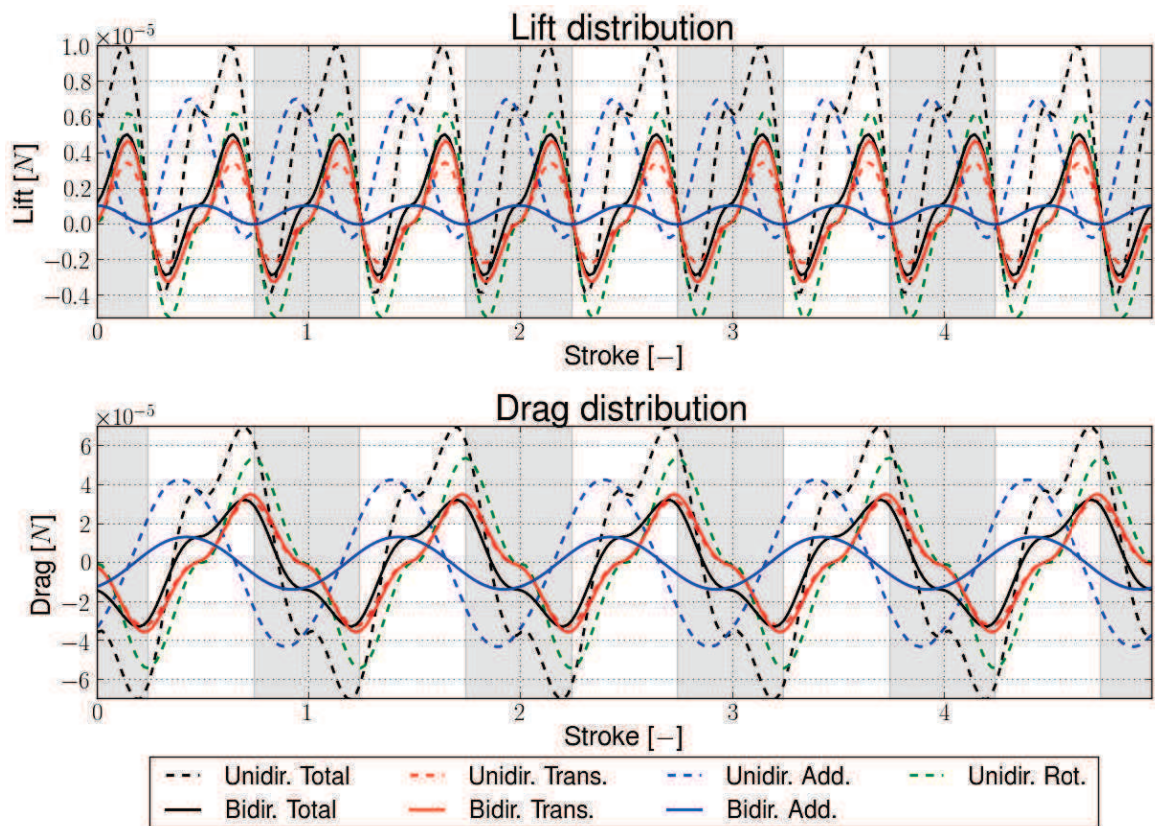 Lift distribution
×10⁻⁵
1.0
0.8
0.6
0.4
0.2
0.0
−0.2
−0.4
Lift [N]
0 1 2 3 4
Stroke [−]
Drag distribution
×10⁻⁵
6
4
2
0
−2
−4
−6
Drag [N]
0 1 2 3 4
Stroke [−]
Unidir. Total Unidir. Trans. Unidir. Add. Unidir. Rot.
Bidir. Total Bidir. Trans. Bidir. Add.